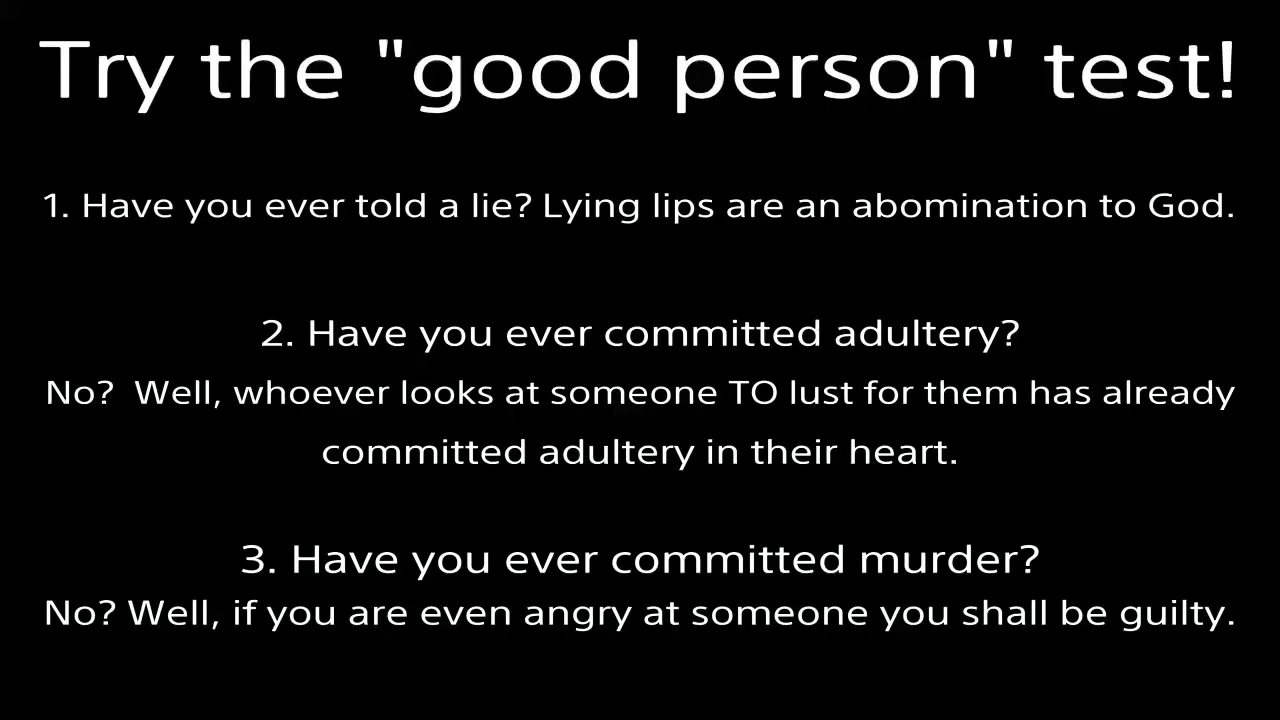 Try the "good person" test!
1. Have you ever told a lie? Lying lips are an abomination to God.
2. Have you ever committed adultery?
No?  Well, whoever looks at someone TO lust for them has already
committed adultery in their heart.
3. Have you ever committed murder?
No? Well, if you are even angry at someone you shall be guilty.